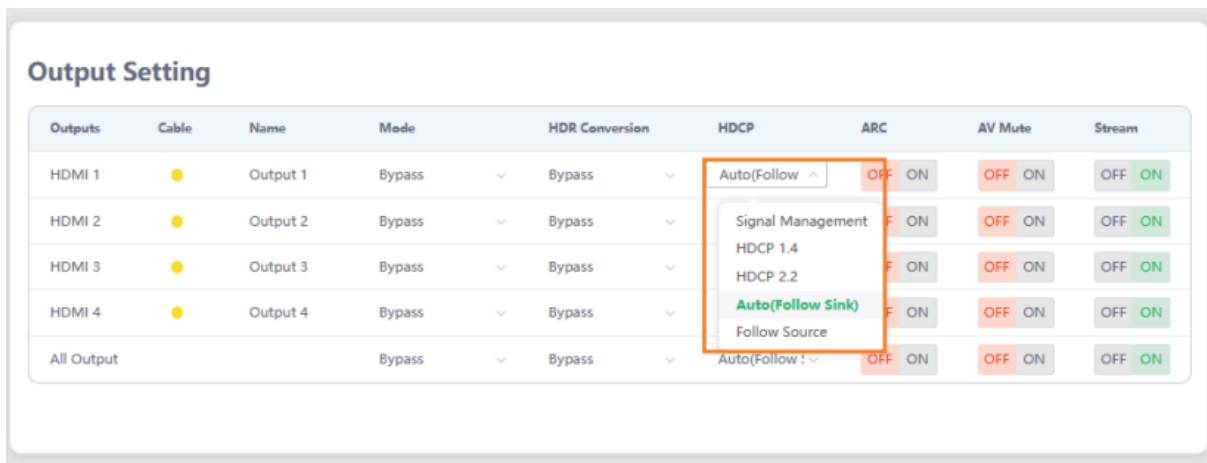 Output Setting
Outputs Cable Name Mode HDR Conversion HDCP ARC AV Mute Stream
HDMI 1 Output 1 Bypass Bypass Auto(Follow OFF ON OFF ON OFF ON
HDMI 2 Output 2 Bypass Bypass Signal Management F ON OFF ON OFF ON
HDCP 1.4
HDMI 3 Output 3 Bypass Bypass HDCP 2.2 F ON OFF ON OFF ON
HDMI 4 Output 4 Bypass Bypass Auto(Follow Sink) F ON OFF ON OFF ON
Follow Source
All Output Bypass Bypass Auto(Follow S OFF ON OFF ON OFF ON